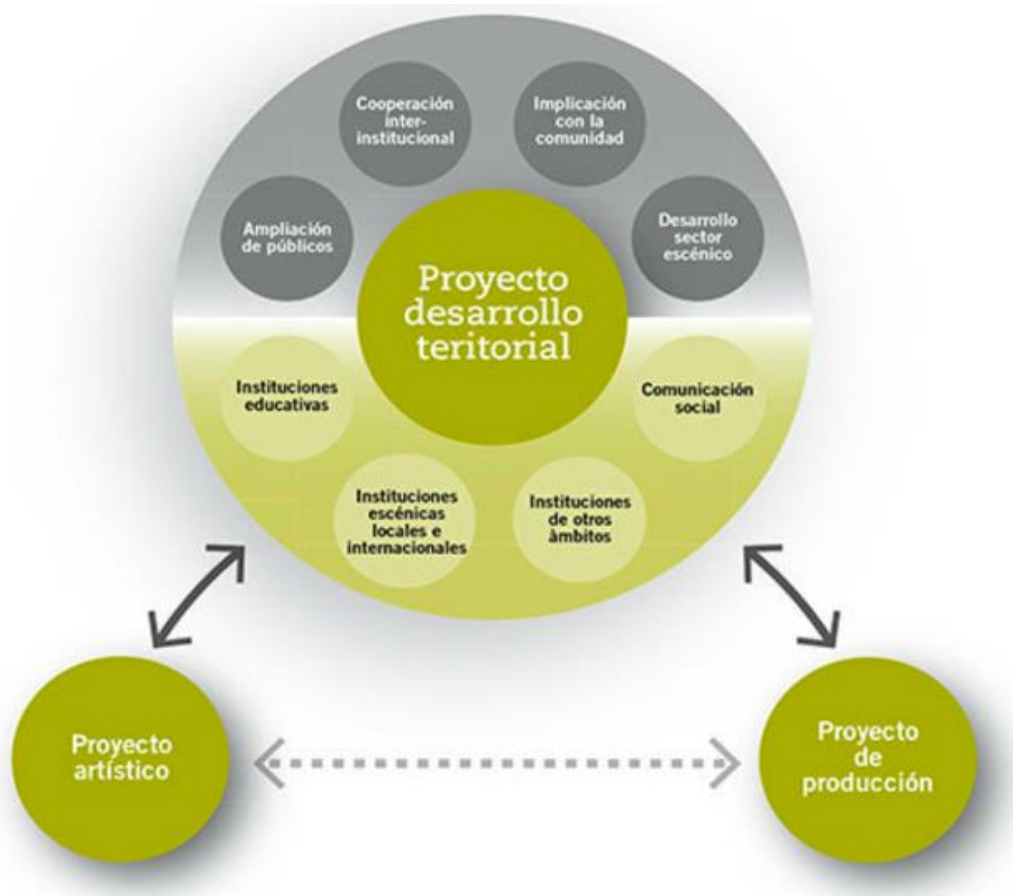 Cooperación
inter-
institucional
Implicación
con la
comunidad
Ampliación
de públicos
Desarrollo
sector
escénico
Proyecto
desarrollo
teritorial
Instituciones
educativas
Comunicación
social
Instituciones
escénicas
locales e
internacionales
Instituciones
de otros
àmbitos
Proyecto
artístico
Proyecto
de
producción